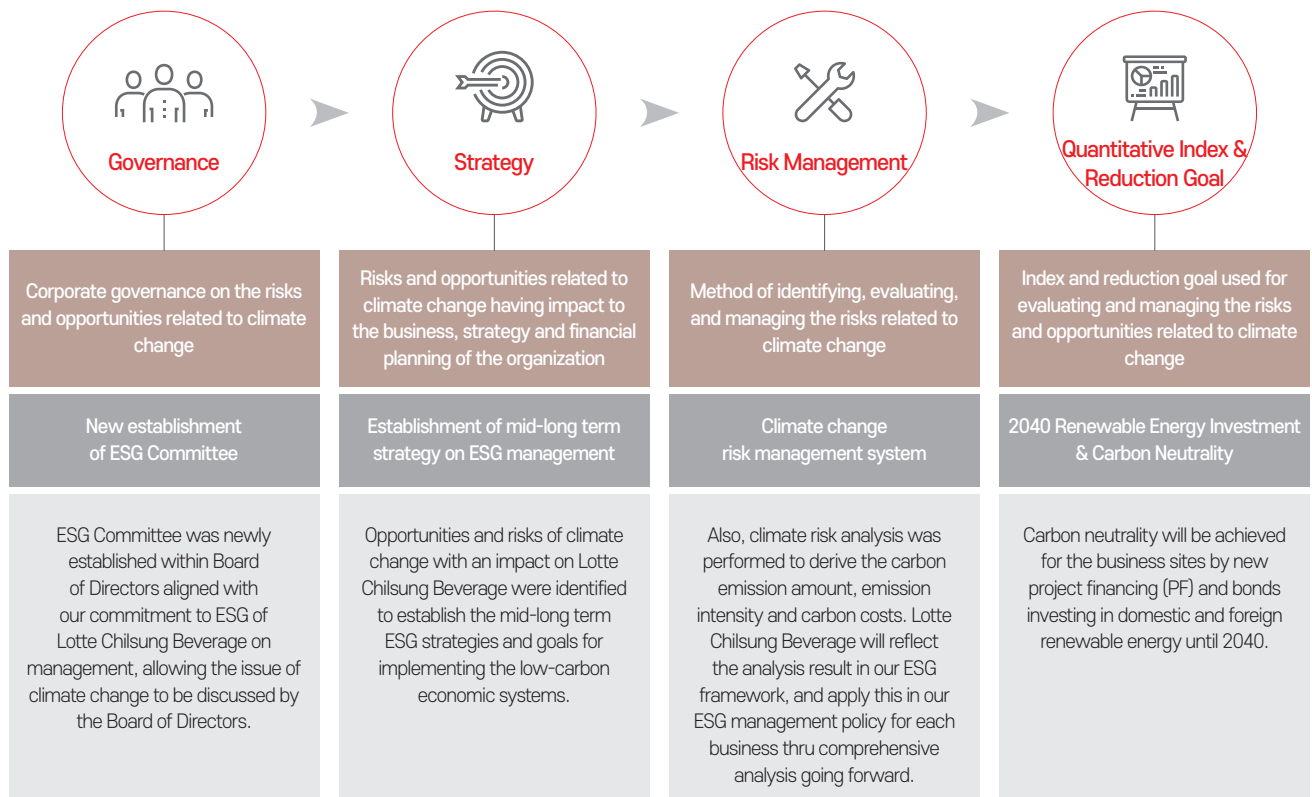 Governance
Strategy
Risk Management
Quantitative Index &
Reduction Goal
Corporate governance on the risks
and opportunities related to climate
change
Risks and opportunities related to
climate change having impact to
the business, strategy and financial
planning of the organization
Method of identifying, evaluating,
and managing the risks related to
climate change
Index and reduction goal used for
evaluating and managing the risks
and opportunities related to climate
change
New establishment
of ESG Committee
Establishment of mid-long term
strategy on ESG management
Climate change
risk management system
2040 Renewable Energy Investment
& Carbon Neutrality
ESG Committee was newly
established within Board
of Directors aligned with
our commitment to ESG of
Lotte Chilsung Beverage on
management, allowing the issue of
climate change to be discussed by
the Board of Directors.
Opportunities and risks of climate
change with an impact on Lotte
Chilsung Beverage were identified
to establish the mid-long term
ESG strategies and goals for
implementing the low-carbon
economic systems.
Also, climate risk analysis was
performed to derive the carbon
emission amount, emission
intensity and carbon costs. Lotte
Chilsung Beverage will reflect
the analysis result in our ESG
framework, and apply this in our
ESG management policy for each
business thru comprehensive
analysis going forward.
Carbon neutrality will be achieved
for the business sites by new
project financing (PF) and bonds
investing in domestic and foreign
renewable energy until 2040.